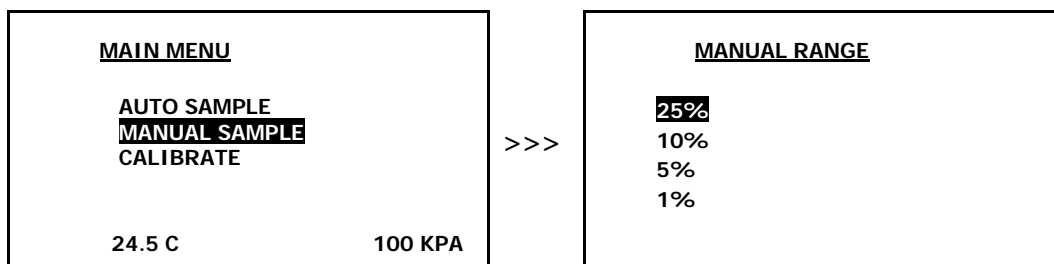 MAIN MENU
AUTO SAMPLE
MANUAL SAMPLE
CALIBRATE
24.5 C 100 KPA
>>>
MANUAL RANGE
25%
10%
5%
1%